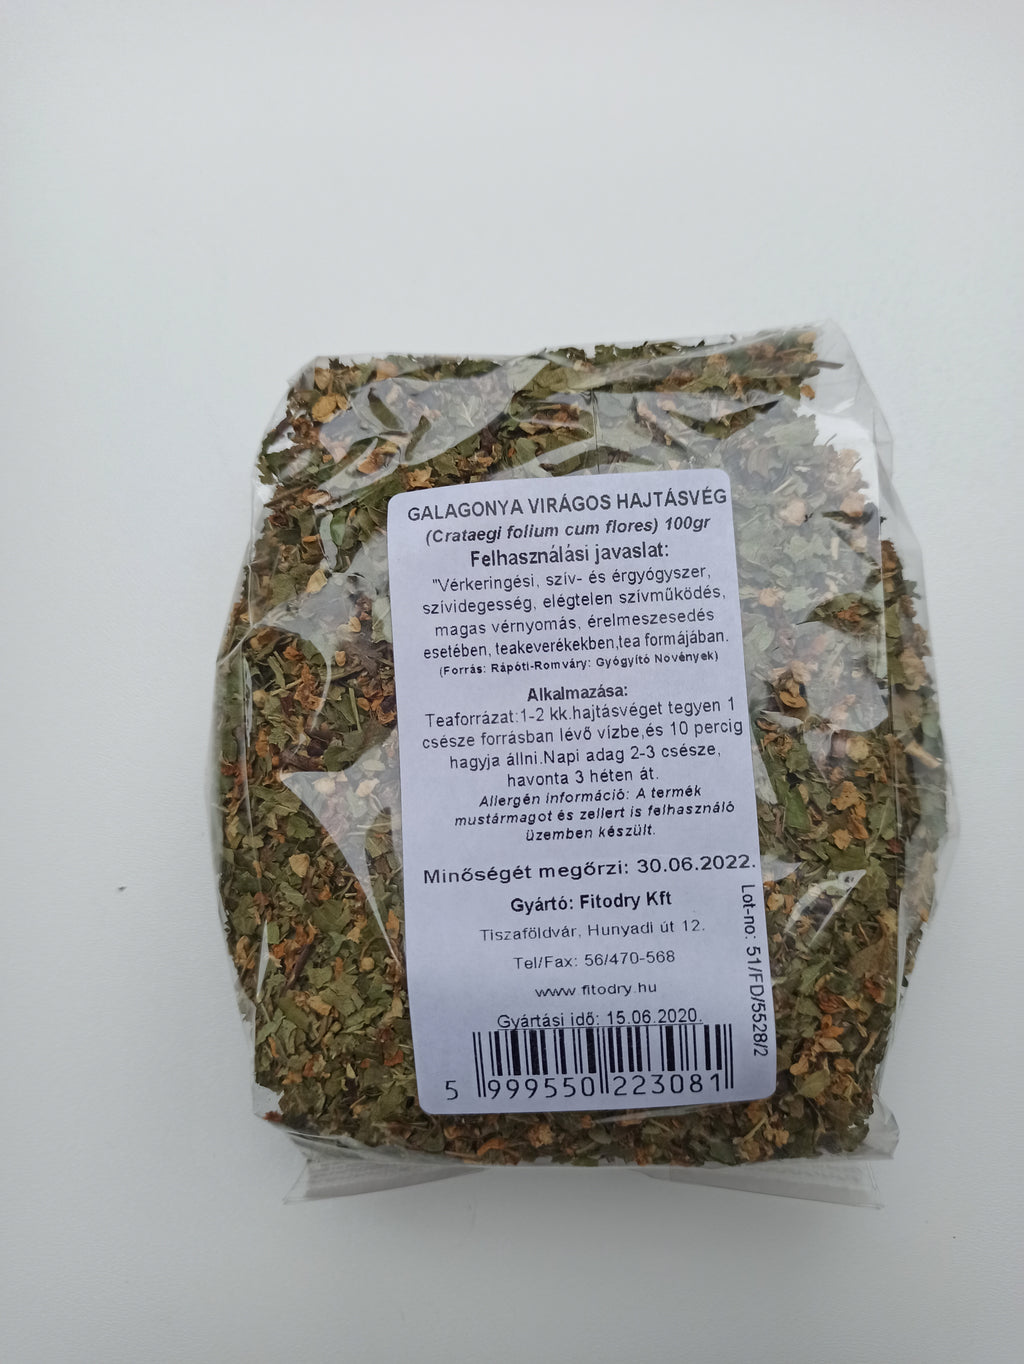 GALAGONYA VIRÁGOS HAJTÁSVÉG
(Crataegi folium cum flores) 100gr
Felhasználási javaslat:
"Vérkeringési, szív- és érgyógyszer,
szívidegesség, elégtelen szívműködés,
magas vérnyomás, érelmeszesedés
esetében, teakeverékekben,tea formájában.
(Forrás: Rápóti-Romváry: Gyógyító Növények)
Alkalmazása:
Teaforrázat:1-2 kk.hajtásvéget tegyen 1
csésze forrásban lévő vízbe,és 10 percig
hagyja állni.Napi adag 2-3 csésze,
havonta 3 héten át.
Allergén információ: A termék
mustármagot és zellert is felhasználó
üzemben készült.
Minőségét megőrzi: 30.06.2022.
Gyártó: Fitodry Kft
Tiszaföldvár, Hunyadi út 12.
Tel/Fax: 56/470-568
www.fitodry.hu
Gyártási idő: 15.06.2020.
5 999550 223081
Lot-no: 51/FD/5528/2